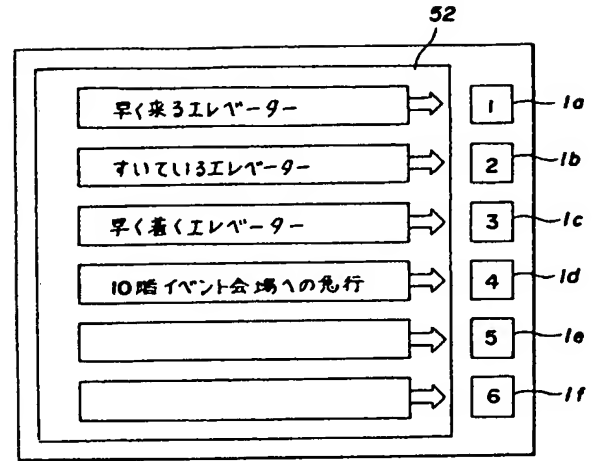 52
早く来るエレベーター 1 1a
すいているエレベーター 2 1b
早く着くエレベーター 3 1c
10階イベント会場への急行 4 1d
5 1e
6 1f